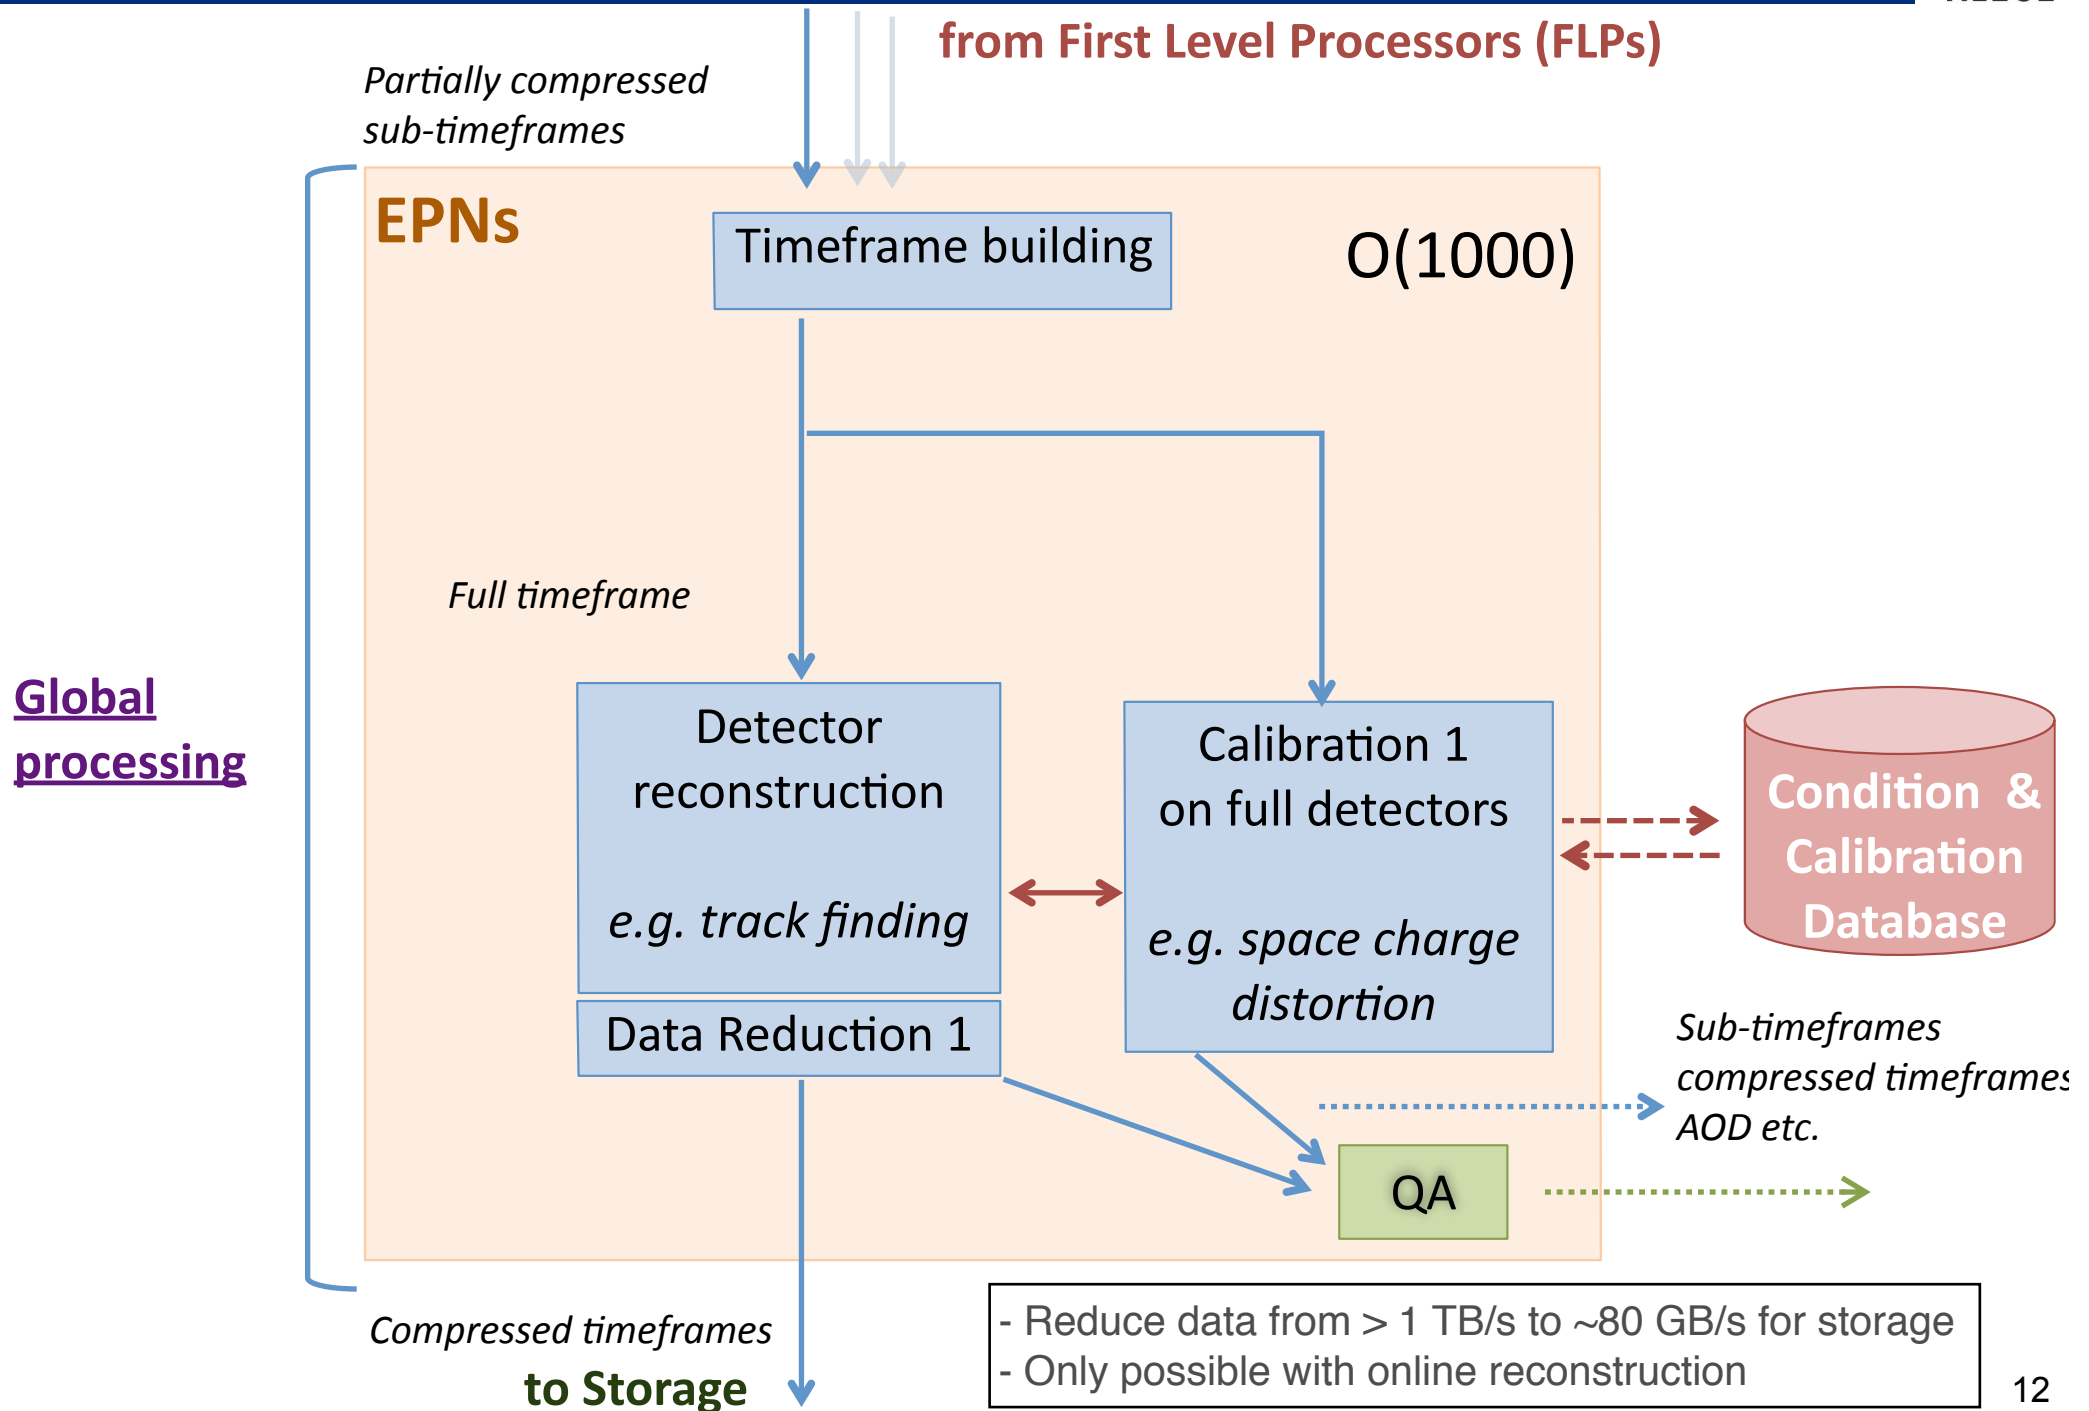 from First Level Processors (FLPs)
Partially compressed
sub-timeframes
EPNs
Timeframe building
O(1000)
Full timeframe
Global
processing
Detector
reconstruction
e.g. track finding
Data Reduction 1
Calibration 1
on full detectors
e.g. space charge
distortion
Condition &
Calibration
Database
Sub-timeframes
compressed timeframes
AOD etc.
QA
Compressed timeframes
to Storage
- Reduce data from > 1 TB/s to ~80 GB/s for storage
- Only possible with online reconstruction
12